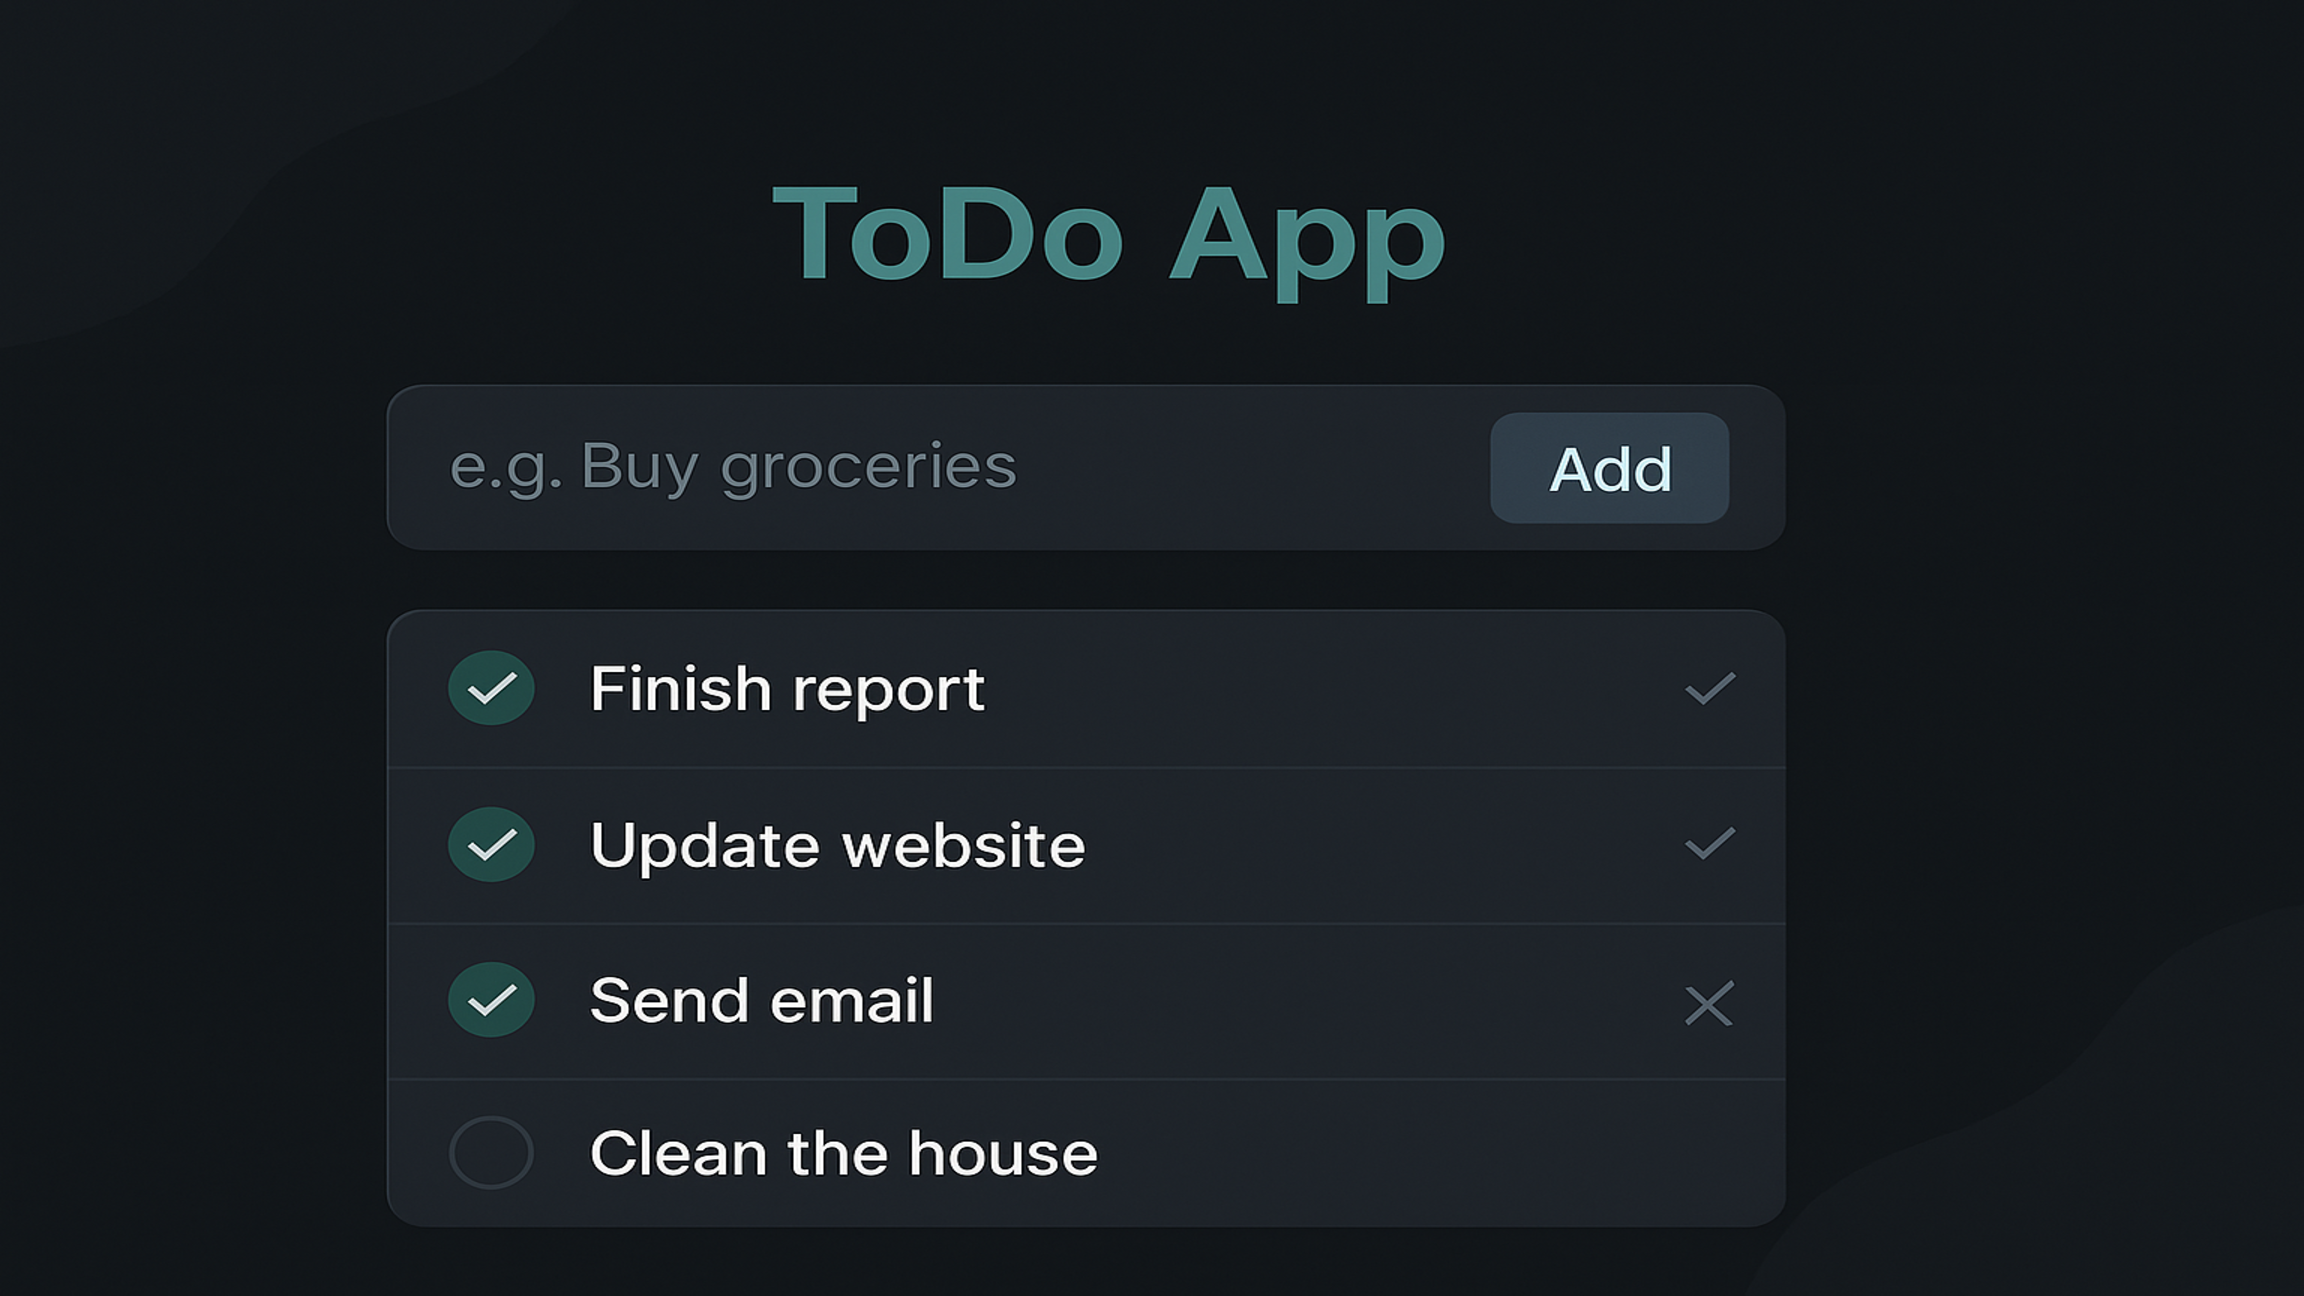 ToDo App
e.g. Buy groceries
Add
Finish report
Update website
Send email
Clean the house